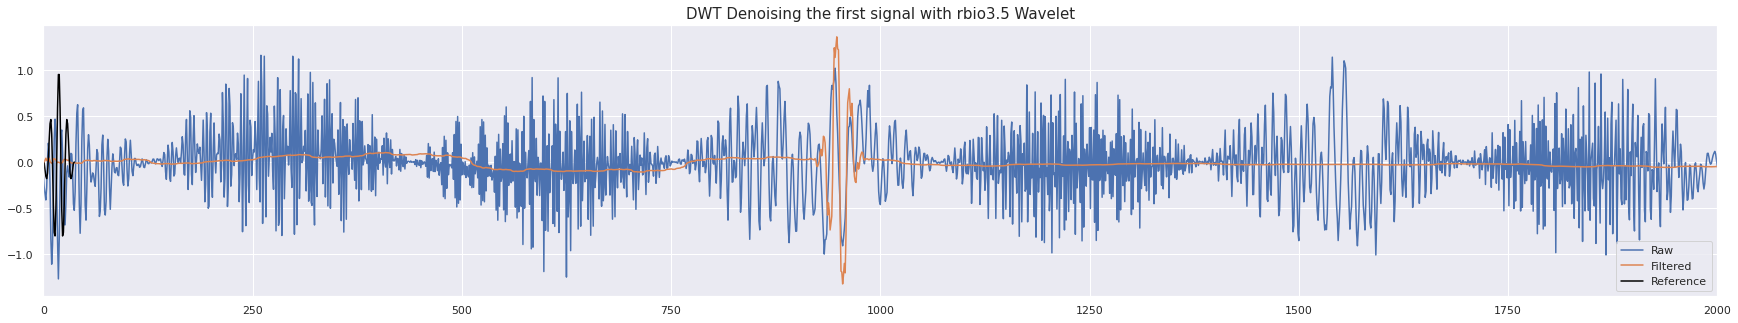 DWT Denoising the first signal with rbio3.5 Wavelet
1.0
0.5
0.0
−0.5
−1.0
Raw
Filtered
Reference
0 250 500 750 1000 1250 1500 1750 2000